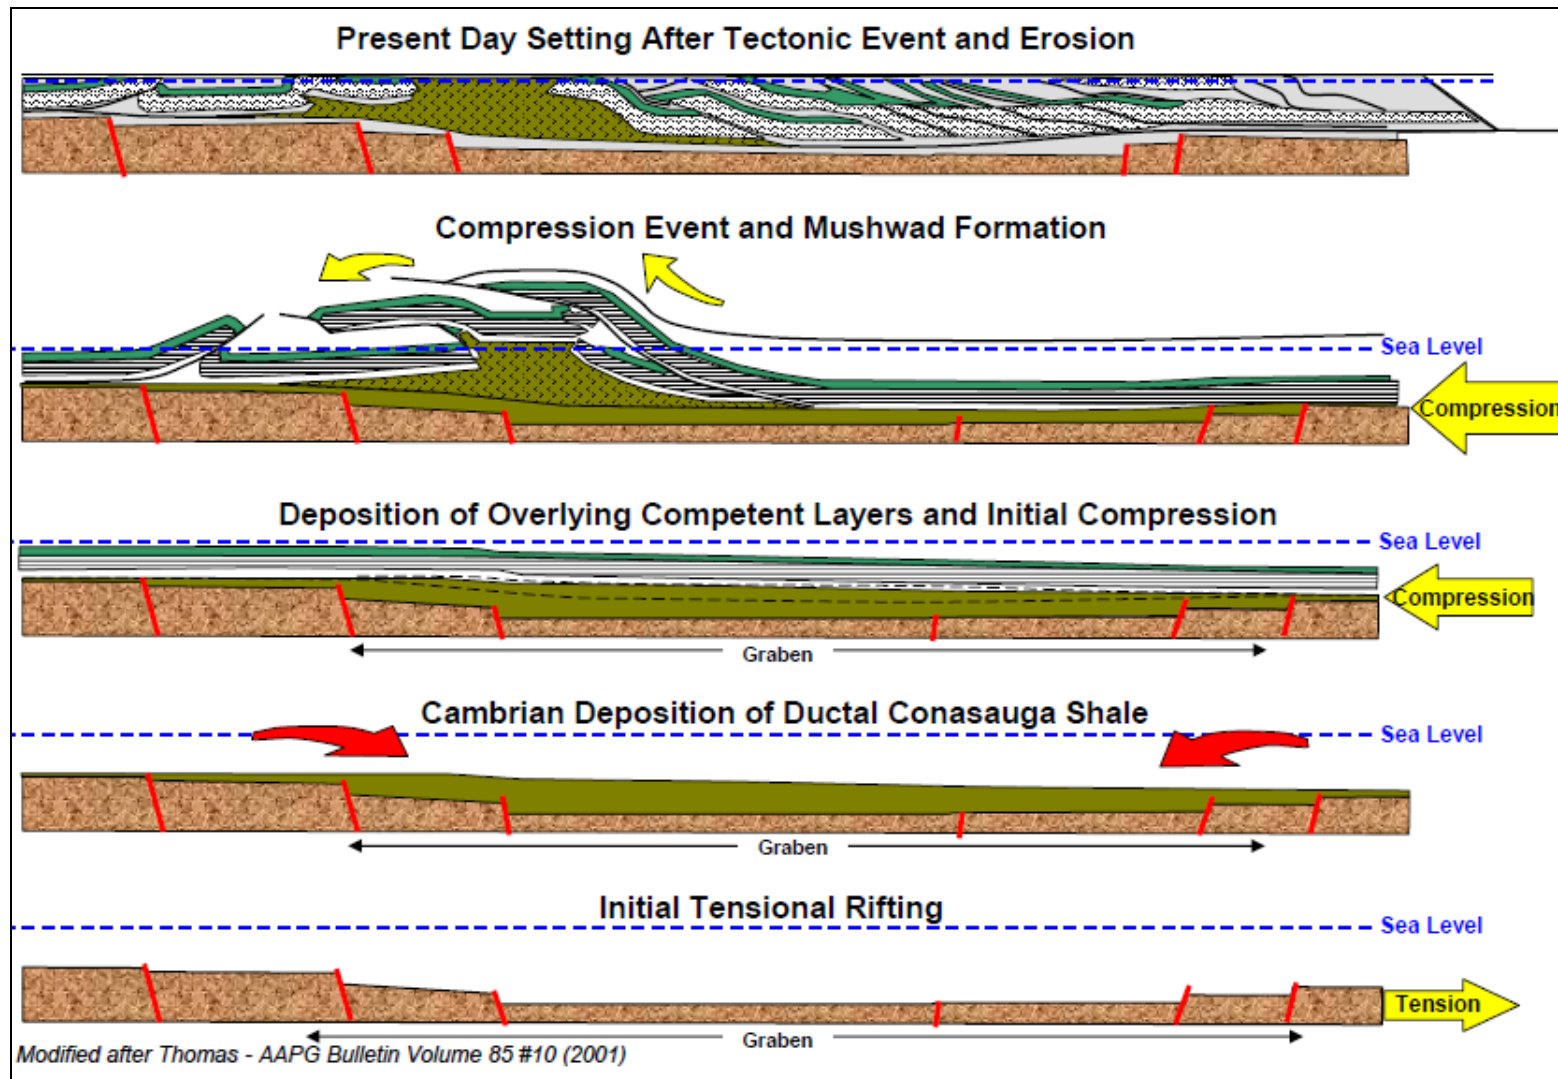 Present Day Setting After Tectonic Event and Erosion
Compression Event and Mushwad Formation
Sea Level
Compression
Deposition of Overlying Competent Layers and Initial Compression
Sea Level
Compression
Graben
Cambrian Deposition of Ductal Conasauga Shale
Sea Level
Graben
Initial Tensional Rifting
Sea Level
Tension
Graben
Modified after Thomas - AAPG Bulletin Volume 85 #10 (2001)